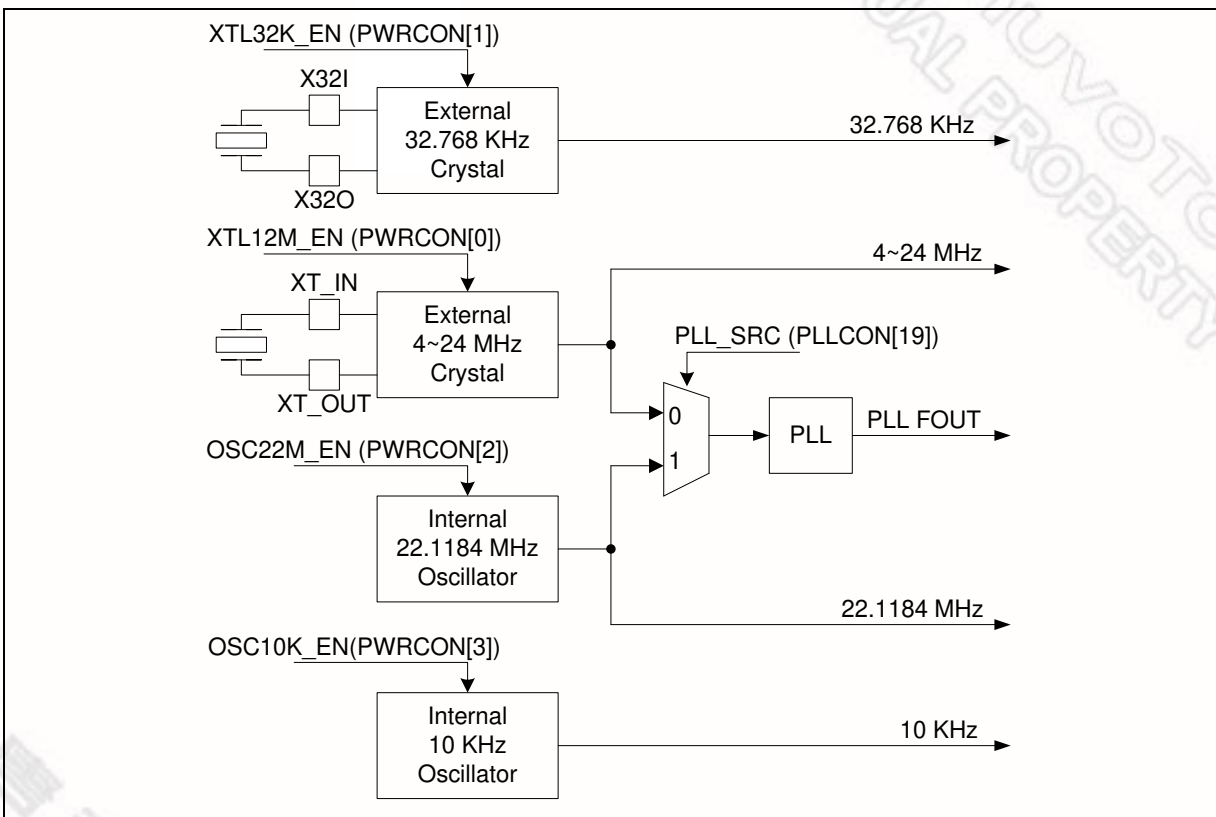 XTL32K_EN (PWRCON[1])
X32I
External
32.768 KHz
Crystal
32.768 KHz
X32O
XTL12M_EN (PWRCON[0])
4~24 MHz
XT_IN
External
4~24 MHz
Crystal
PLL_SRC (PLLCON[19])
XT_OUT
0
PLL
PLL FOUT
OSC22M_EN (PWRCON[2])
1
Internal
22.1184 MHz
Oscillator
22.1184 MHz
OSC10K_EN(PWRCON[3])
Internal
10 KHz
Oscillator
10 KHz